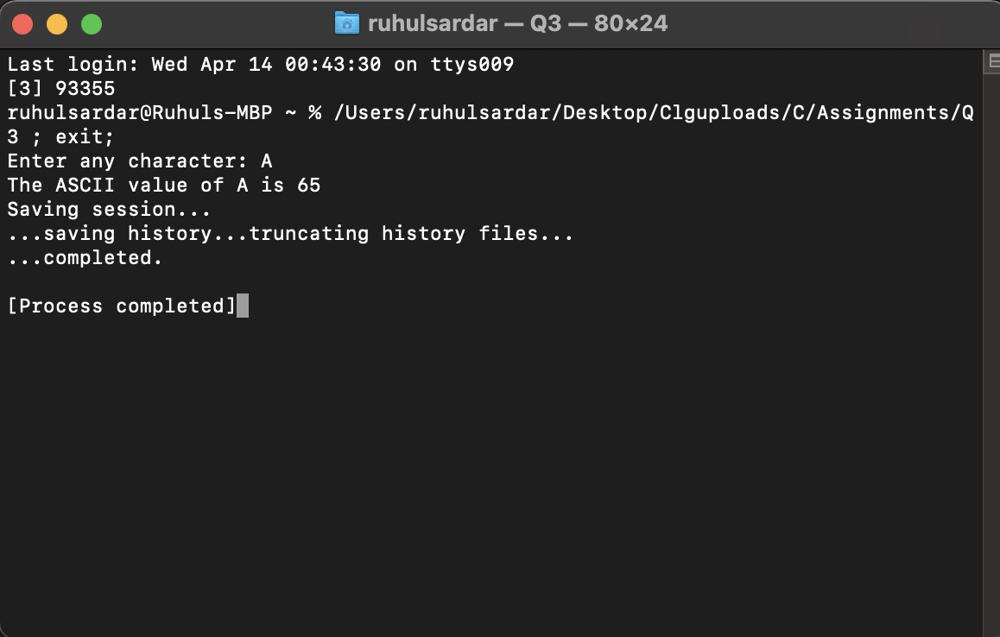 ruhulsardar — Q3 — 80×24
Last login: Wed Apr 14 00:43:30 on ttys009
[3] 93355
ruhulsardar@Ruhuls-MBP ~ % /Users/ruhulsardar/Desktop/Clguploads/C/Assignments/Q
3 ; exit;
Enter any character: A
The ASCII value of A is 65
Saving session...
...saving history...truncating history files...
...completed.
[Process completed]